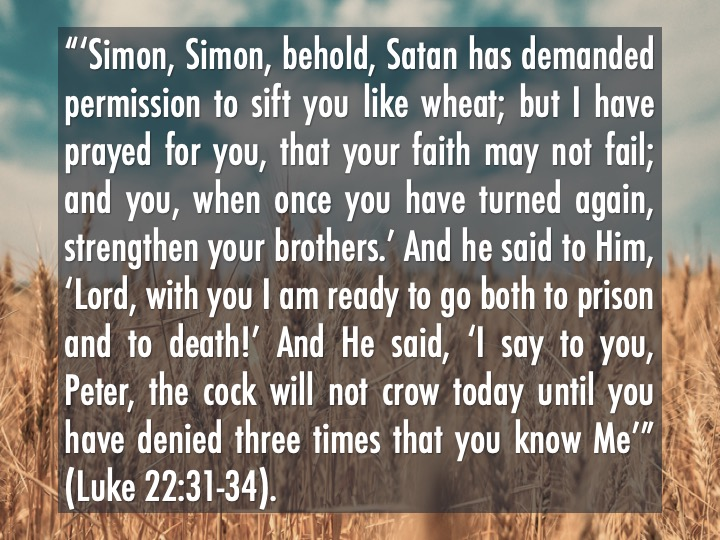 “‘Simon, Simon, behold, Satan has demanded
permission to sift you like wheat; but I have
prayed for you, that your faith may not fail;
and you, when once you have turned again,
strengthen your brothers.’ And he said to Him,
‘Lord, with you I am ready to go both to prison
and to death!’ And He said, ‘I say to you,
Peter, the cock will not crow today until you
have denied three times that you know Me’”
(Luke 22:31-34).